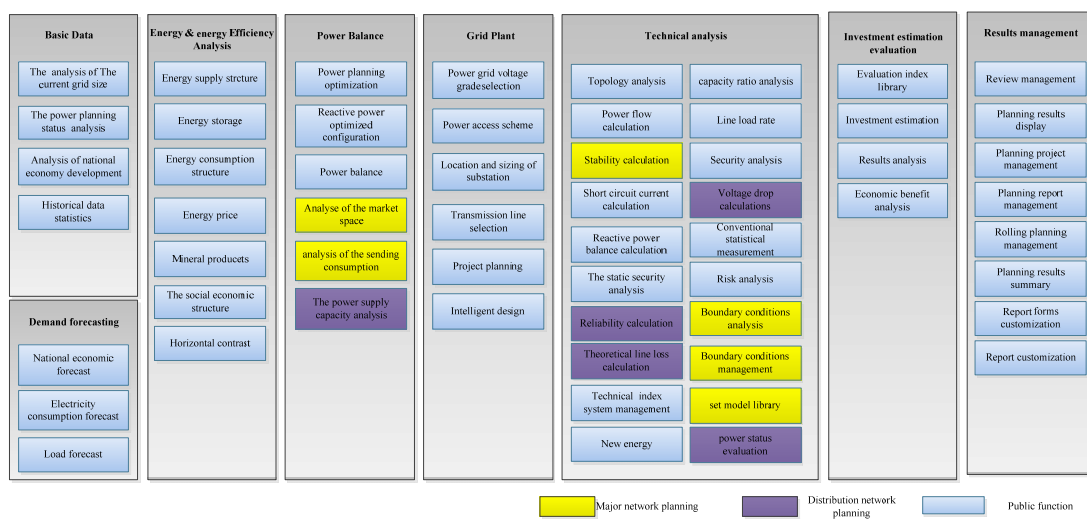 Basic Data
The analysis of The
current grid size
The power planning
status analysis
Analysis of national
economy development
Historical data
statistics
Demand forecasting
National economic
forecast
Electricity
consumption forecast
Load forecast
Energy & energy Efficiency
Analysis
Energy supply strcture
Energy storage
Energy consumption
structure
Energy price
Mineral producets
The social economic
structure
Horizontal contrast
Power Balance
Power planning
optimization
Reactive power
optimized
configuration
Power balance
Analyse of the market
space
analysis of the sending
consumption
The power supply
capacity analysis
Grid Plant
Power grid voltage
gradeselection
Power access scheme
Location and sizing of
substation
Transmission line
selection
Project planning
Intelligent design
Technical analysis
Topology analysis
Power flow
calculation
Stability calculation
Short circuit current
calculation
Reactive power
balance calculation
The static security
analysis
Reliability calculation
Theoretical line loss
calculation
Technical index
system management
New energy
capacity ratio analysis
Line load rate
Security analysis
Voltage drop
calculations
Conventional
statistical
measurement
Risk analysis
Boundary conditions
analysis
Boundary conditions
management
set model library
power status
evaluation
Investment estimation
evaluation
Evaluation index
library
Investment estimation
Results analysis
Economic benefit
analysis
Results management
Review management
Planning results
display
Planning project
management
Planning report
management
Rolling planning
management
Planning results
summary
Report forms
customization
Report customization
Major network planning
Distribution network
planning
Public function